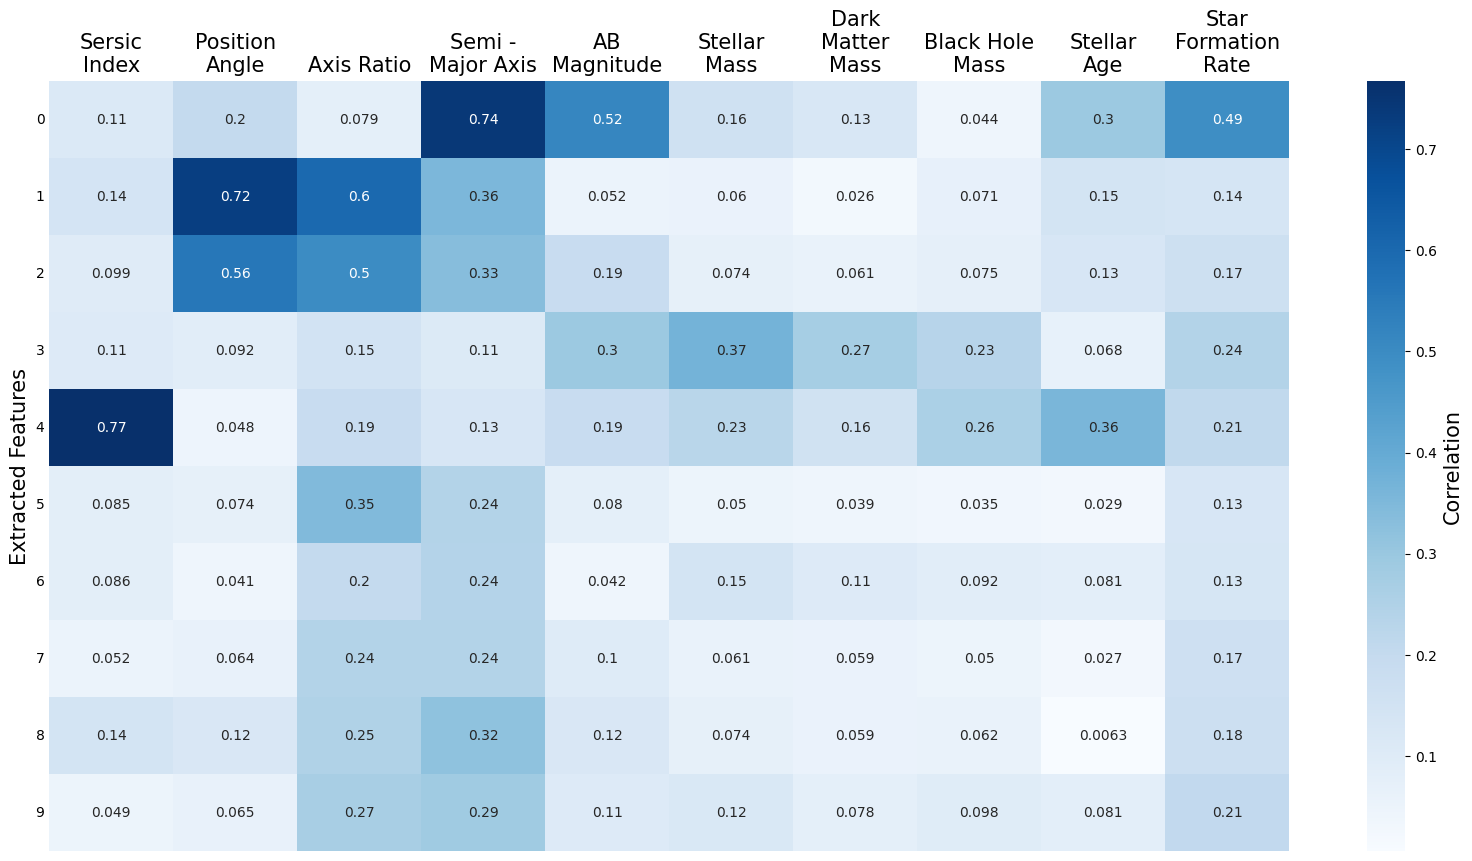 Sersic
Index
Position
Angle
Axis Ratio
Semi -
Major Axis
AB
Magnitude
Stellar
Mass
Dark
Matter
Mass
Black Hole
Mass
Stellar
Age
Star
Formation
Rate
Extracted Features
0 0.11 0.2 0.079 0.74 0.52 0.16 0.13 0.044 0.3 0.49
1 0.14 0.72 0.6 0.36 0.052 0.06 0.026 0.071 0.15 0.14
2 0.099 0.56 0.5 0.33 0.19 0.074 0.061 0.075 0.13 0.17
3 0.11 0.092 0.15 0.11 0.3 0.37 0.27 0.23 0.068 0.24
4 0.77 0.048 0.19 0.13 0.19 0.23 0.16 0.26 0.36 0.21
5 0.085 0.074 0.35 0.24 0.08 0.05 0.039 0.035 0.029 0.13
6 0.086 0.041 0.2 0.24 0.042 0.15 0.11 0.092 0.081 0.13
7 0.052 0.064 0.24 0.24 0.1 0.061 0.059 0.05 0.027 0.17
8 0.14 0.12 0.25 0.32 0.12 0.074 0.059 0.062 0.0063 0.18
9 0.049 0.065 0.27 0.29 0.11 0.12 0.078 0.098 0.081 0.21
0.7
0.6
0.5
0.4
0.3
0.2
0.1
Correlation